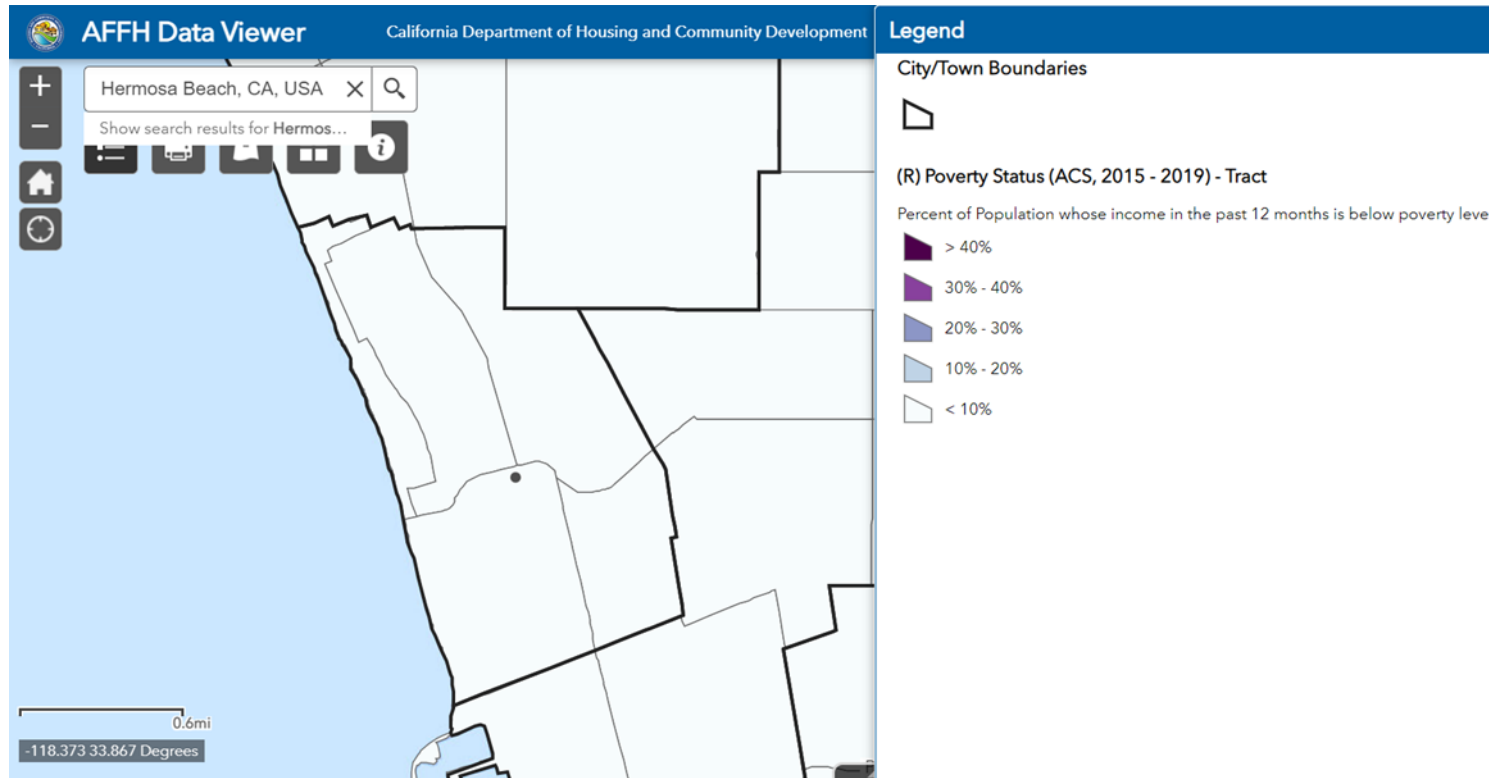 AFFH Data Viewer
California Department of Housing and Community Development
Hermosa Beach, CA, USA
Show search results for Hermos...
0.6mi
-118.373 33.867 Degrees
Legend
City/Town Boundaries
(R) Poverty Status (ACS, 2015 - 2019) - Tract
Percent of Population whose income in the past 12 months is below poverty leve
> 40%
30% - 40%
20% - 30%
10% - 20%
< 10%